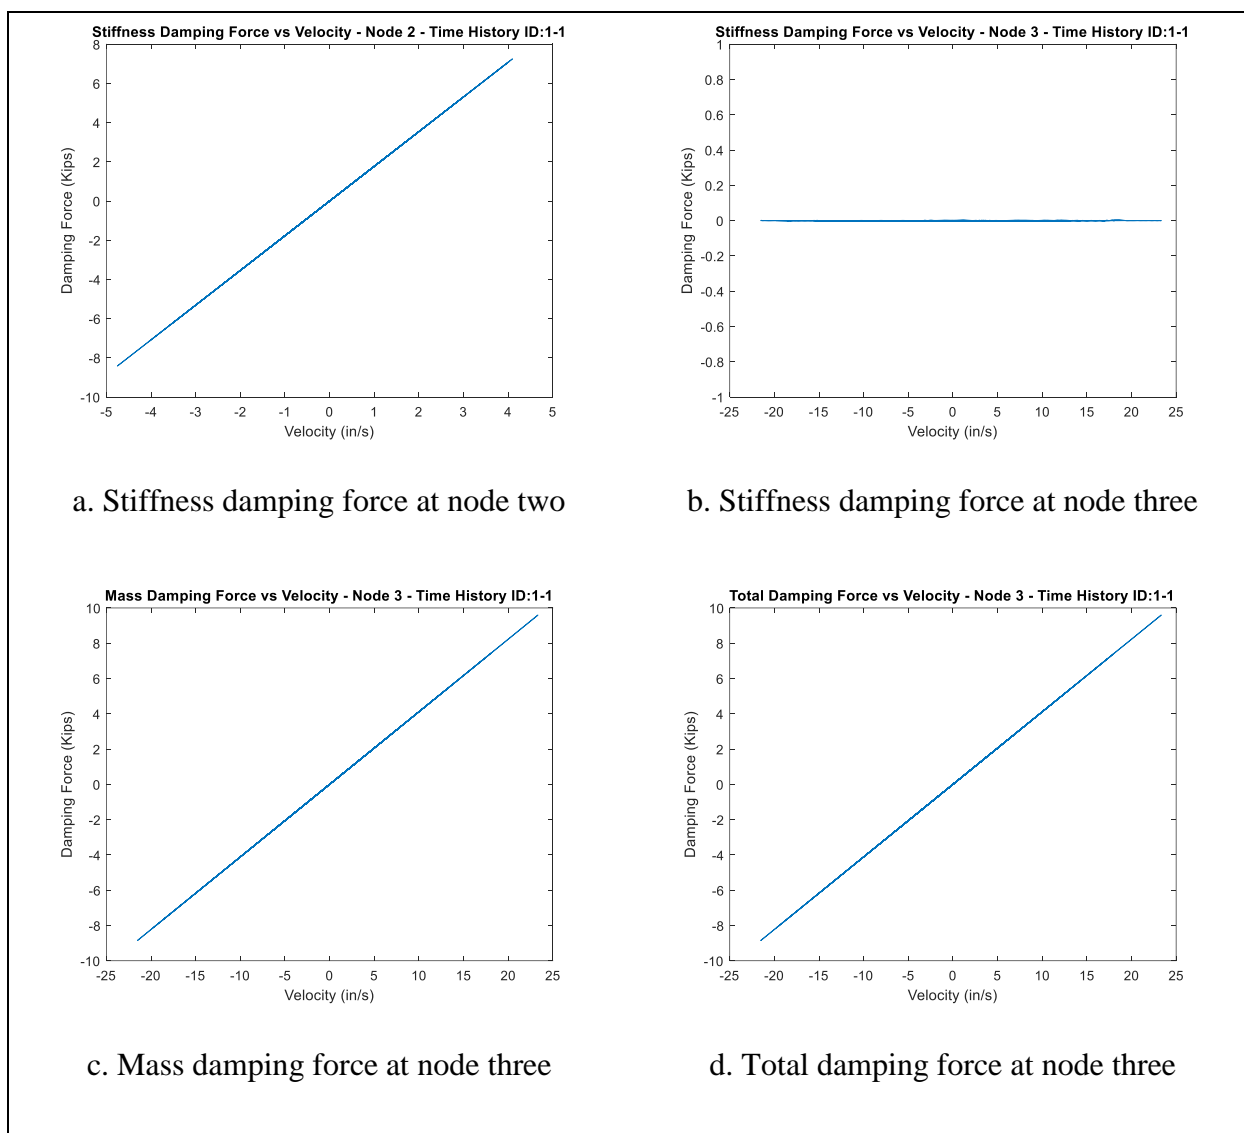 Stiffness Damping Force vs Velocity - Node 2 - Time History ID:1-1
8
6
4
2
0
-2
-4
-6
-8
-10
Damping Force (Kips)
-5 -4 -3 -2 -1 0 1 2 3 4 5
Velocity (in/s)
a. Stiffness damping force at node two
Stiffness Damping Force vs Velocity - Node 3 - Time History ID:1-1
1
0.8
0.6
0.4
0.2
0
-0.2
-0.4
-0.6
-0.8
-1
Damping Force (Kips)
-25 -20 -15 -10 -5 0 5 10 15 20 25
Velocity (in/s)
b. Stiffness damping force at node three
Mass Damping Force vs Velocity - Node 3 - Time History ID:1-1
10
8
6
4
2
0
-2
-4
-6
-8
-10
Damping Force (Kips)
-25 -20 -15 -10 -5 0 5 10 15 20 25
Velocity (in/s)
c. Mass damping force at node three
Total Damping Force vs Velocity - Node 3 - Time History ID:1-1
10
8
6
4
2
0
-2
-4
-6
-8
-10
Damping Force (Kips)
-25 -20 -15 -10 -5 0 5 10 15 20 25
Velocity (in/s)
d. Total damping force at node three